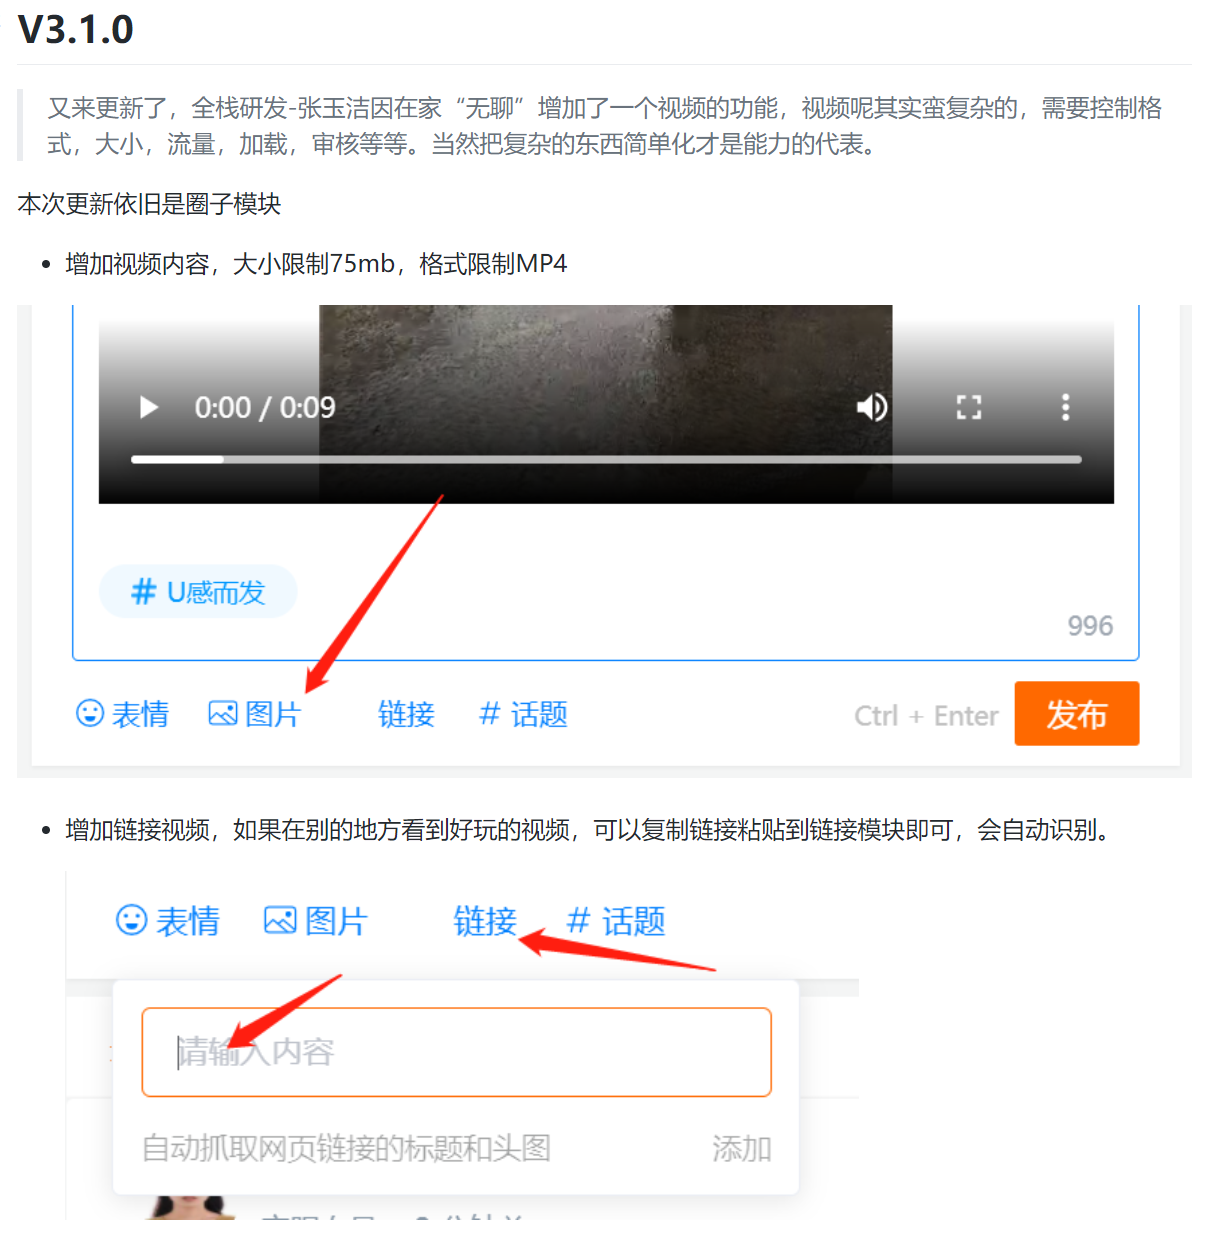 V3.1.0
又来更新了，全栈研发-张玉洁因在家“无聊”增加了一个视频的功能，视频呢其实蛮复杂的，需要控制格
式，大小，流量，加载，审核等等。当然把复杂的东西简单化才是能力的代表。
本次更新依旧是圈子模块
增加视频内容，大小限制75mb，格式限制MP4
0:00 / 0:09
# U感而发
996
表情 图片 链接 # 话题 Ctrl + Enter 发布
增加链接视频，如果在别的地方看到好玩的视频，可以复制链接粘贴到链接模块即可，会自动识别。
表情 图片 链接 # 话题
请输入内容
自动抓取网页链接的标题和头图 添加